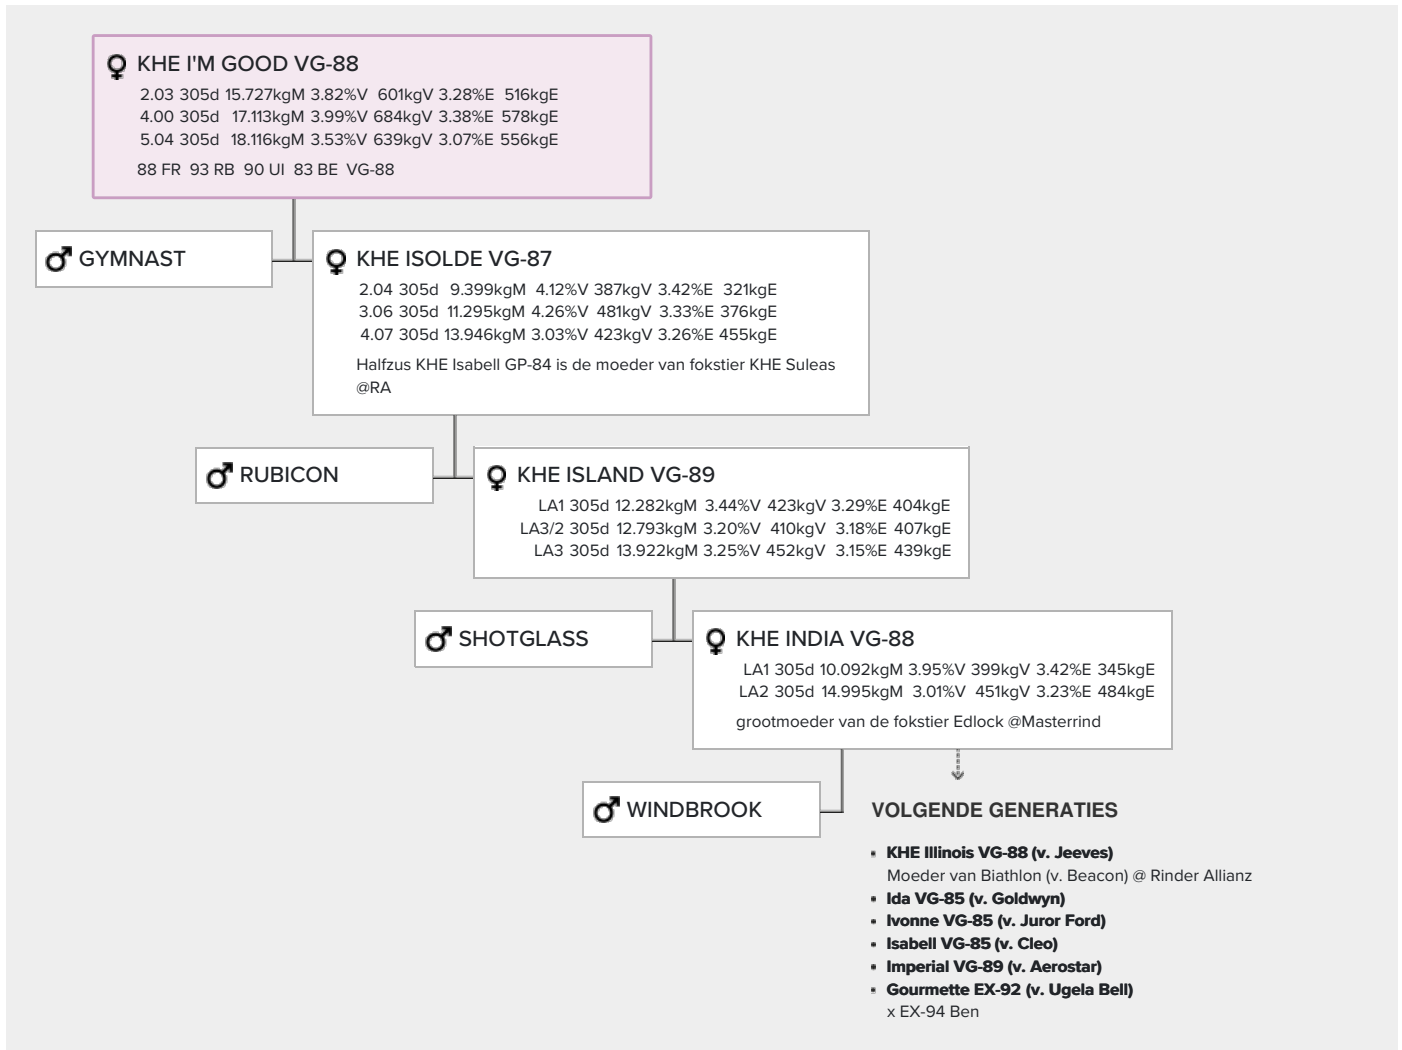 KHE I'M GOOD VG-88
2.03 305d 15.727kgM 3.82%V 601kgV 3.28%E 516kgE
4.00 305d 17.113kgM 3.99%V 684kgV 3.38%E 578kgE
5.04 305d 18.116kgM 3.53%V 639kgV 3.07%E 556kgE
88 FR 93 RB 90 UI 83 BE VG-88
GYMNAST
KHE ISOLDE VG-87
2.04 305d 9.399kgM 4.12%V 387kgV 3.42%E 321kgE
3.06 305d 11.295kgM 4.26%V 481kgV 3.33%E 376kgE
4.07 305d 13.946kgM 3.03%V 423kgV 3.26%E 455kgE
Halfzus KHE Isabell GP-84 is de moeder van fokstier KHE Suleas
@RA
RUBICON
KHE ISLAND VG-89
LA1 305d 12.282kgM 3.44%V 423kgV 3.29%E 404kgE
LA3/2 305d 12.793kgM 3.20%V 410kgV 3.18%E 407kgE
LA3 305d 13.922kgM 3.25%V 452kgV 3.15%E 439kgE
SHOTGLASS
KHE INDIA VG-88
LA1 305d 10.092kgM 3.95%V 399kgV 3.42%E 345kgE
LA2 305d 14.995kgM 3.01%V 451kgV 3.23%E 484kgE
grootmoeder van de fokstier Edlock @Masterrind
WINDBROOK
VOLGENDE GENERATIES
KHE Illinois VG-88 (v. Jeeves)
Moeder van Biathlon (v. Beacon) @ Rinder Allianz
Ida VG-85 (v. Goldwyn)
Ivonne VG-85 (v. Juror Ford)
Isabell VG-85 (v. Cleo)
Imperial VG-89 (v. Aerostar)
Gourmette EX-92 (v. Ugela Bell)
x EX-94 Ben